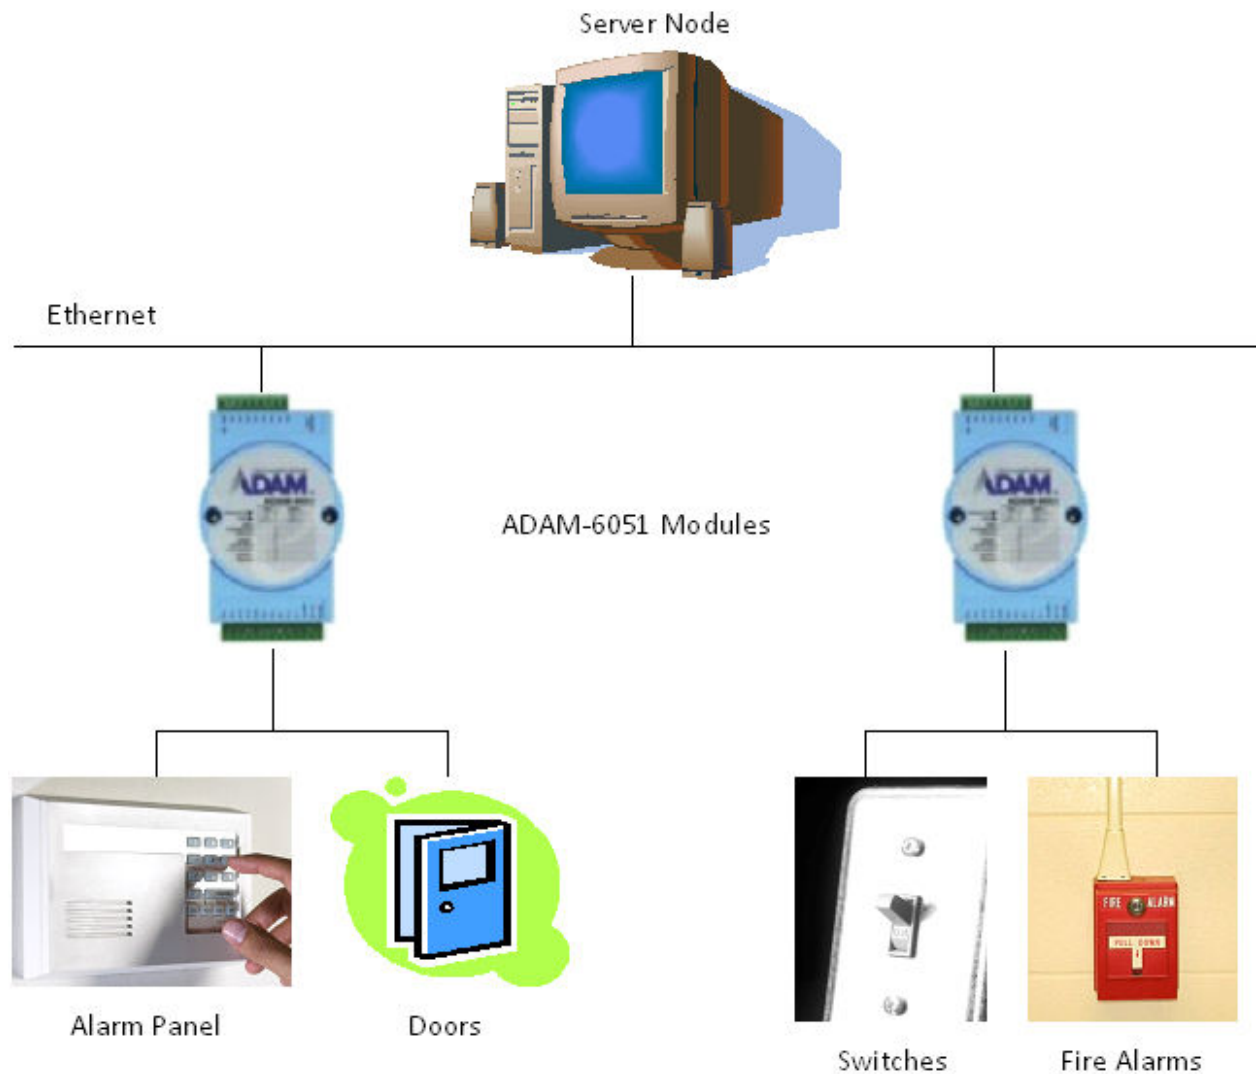 Server Node
Ethernet
ADAM
ADAM
ADAM-6051 Modules
FIRE ALARM
PULL DOWN
Alarm Panel
Doors
Switches
Fire Alarms